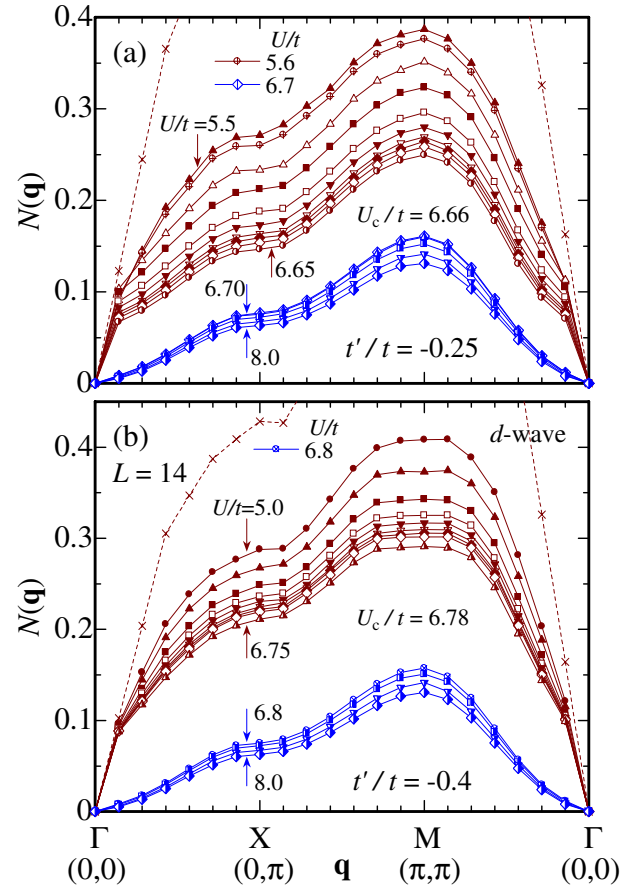 0.4
(a)
U/t
5.6
6.7
U/t=5.5
0.3
N(q)
0.2
U_c / t = 6.66
6.65
0.1
6.70
8.0
t′/t = -0.25
0
(b)
U/t
6.8
d-wave
0.4
L = 14
U/t=5.0
0.3
N(q)
0.2
6.75
U_c / t = 6.78
0.1
6.8
8.0
t′/t = -0.4
0
Γ X M Γ
(0,0) (0,π) q (π,π) (0,0)